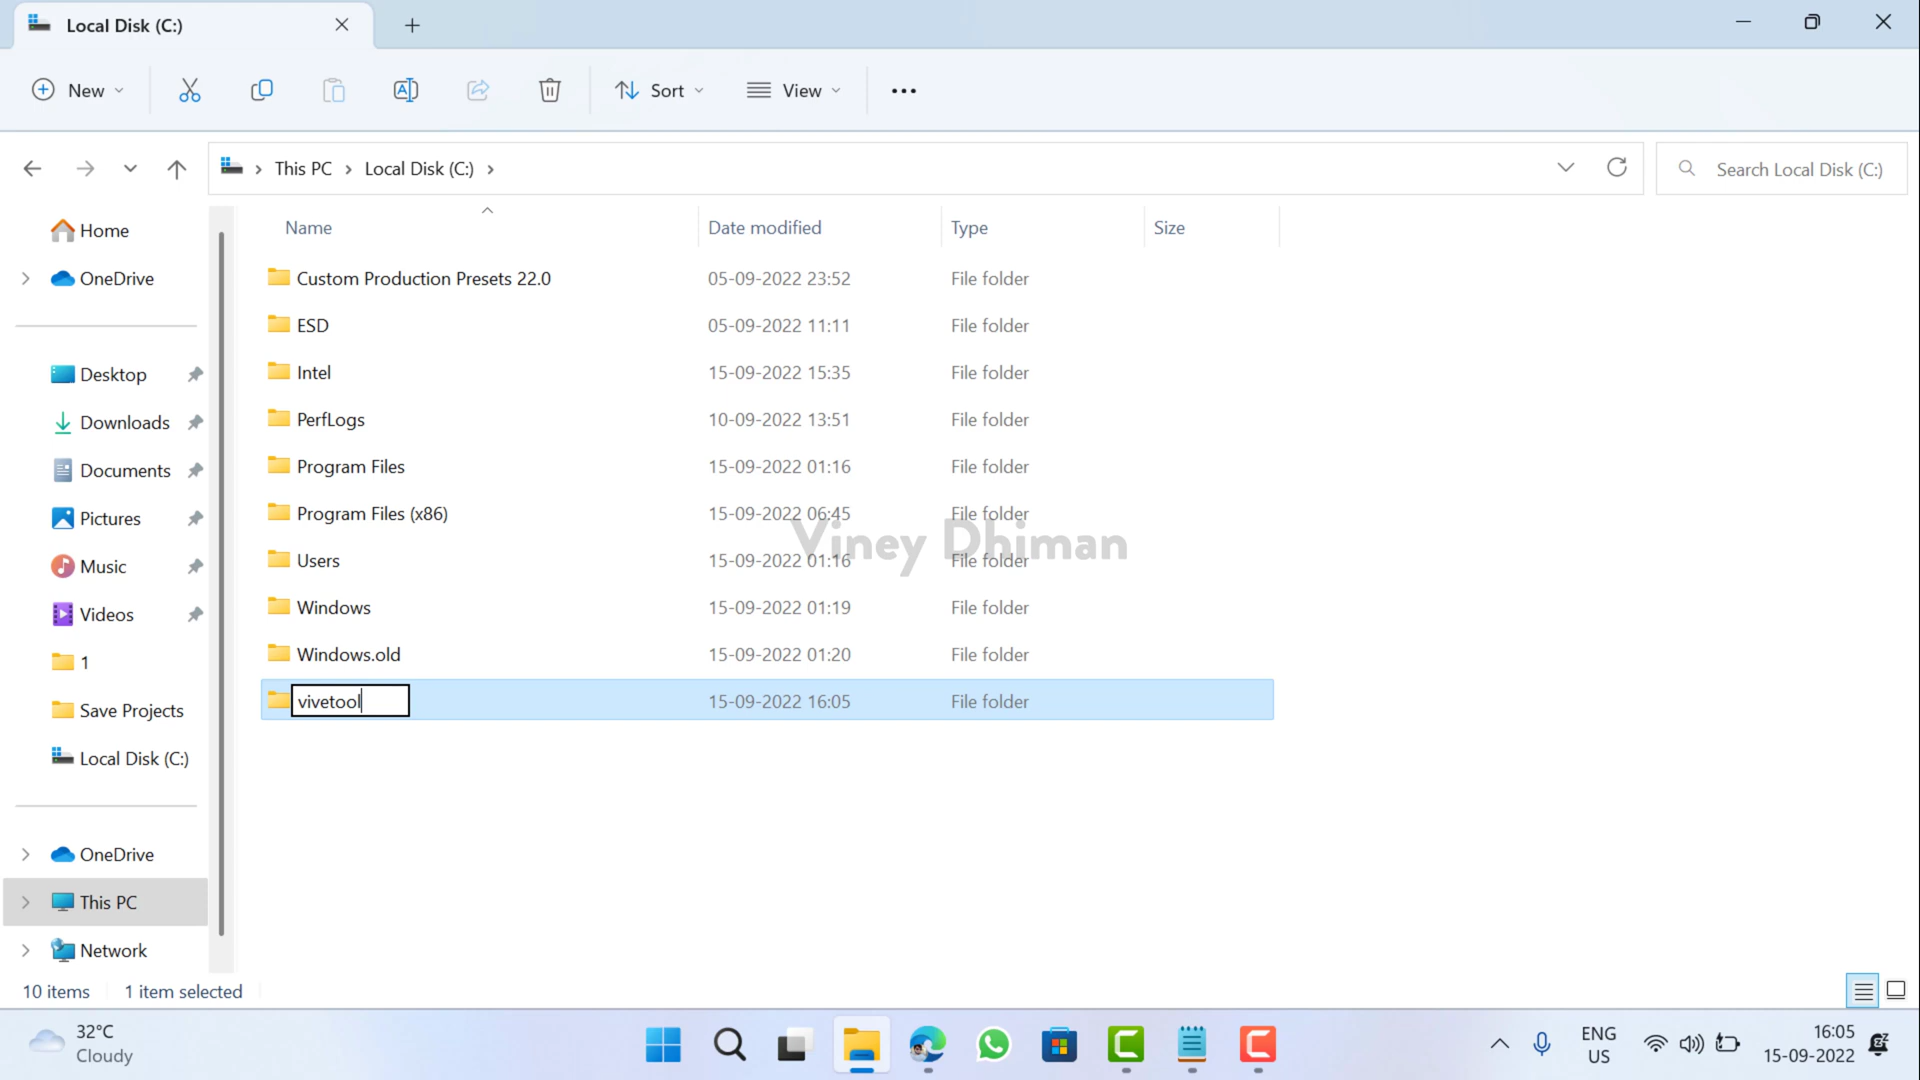 Local Disk (C:)
New
Sort
View
This PC
Local Disk (C:)
Search Local Disk (C:)
Name
Date modified
Type
Size
Custom Production Presets 22.0 05-09-2022 23:52 File folder
ESD 05-09-2022 11:11 File folder
Intel 15-09-2022 15:35 File folder
PerfLogs 10-09-2022 13:51 File folder
Program Files 15-09-2022 01:16 File folder
Program Files (x86) 15-09-2022 06:45 File folder
Users 15-09-2022 01:16 File folder
Windows 15-09-2022 01:19 File folder
Windows.old 15-09-2022 01:20 File folder
vivetool 15-09-2022 16:05 File folder
Viney Dhiman
Home
OneDrive
Desktop
Downloads
Documents
Pictures
Music
Videos
1
Save Projects
Local Disk (C:)
OneDrive
This PC
Network
10 items 1 item selected
32°C
Cloudy
ENG
US
16:05
15-09-2022